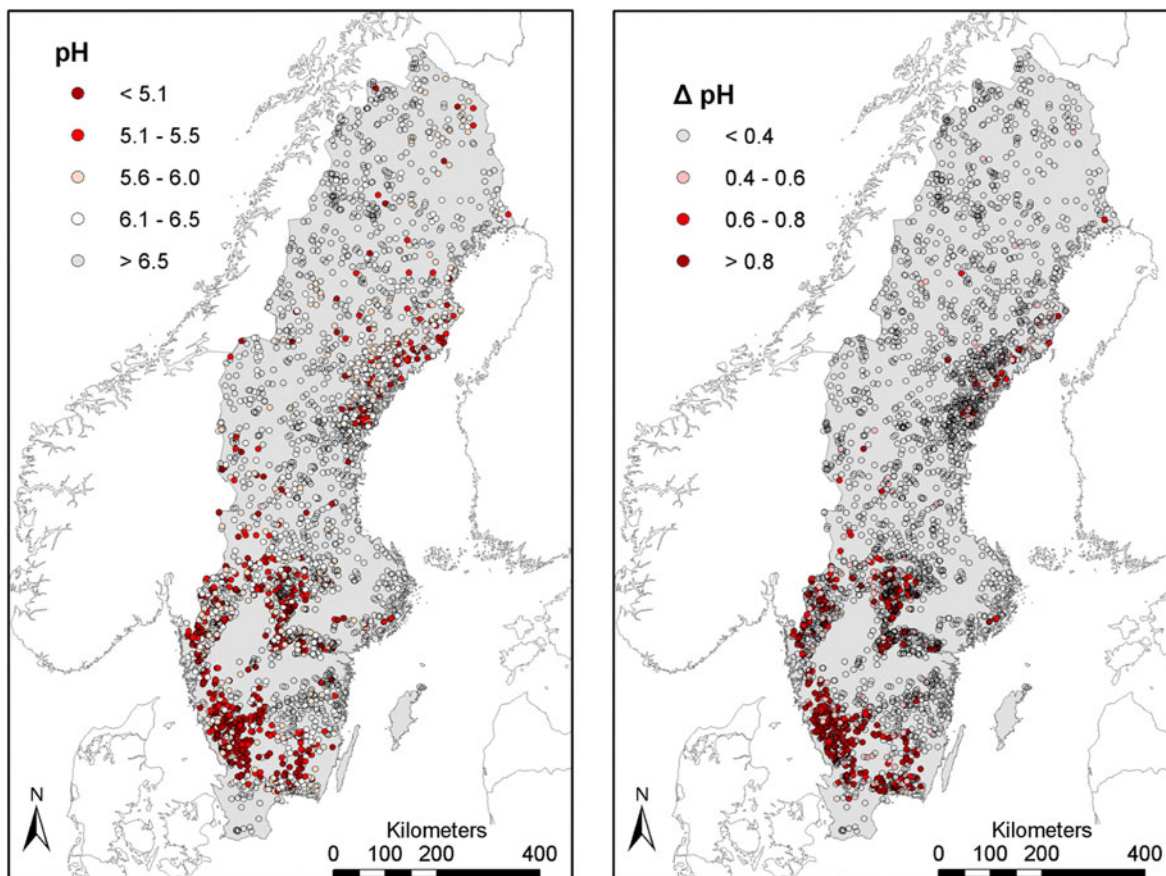 pH
< 5.1
5.1 - 5.5
5.6 - 6.0
6.1 - 6.5
> 6.5
N
Kilometers
0 100 200 400
Δ pH
< 0.4
0.4 - 0.6
0.6 - 0.8
> 0.8
N
Kilometers
0 100 200 400